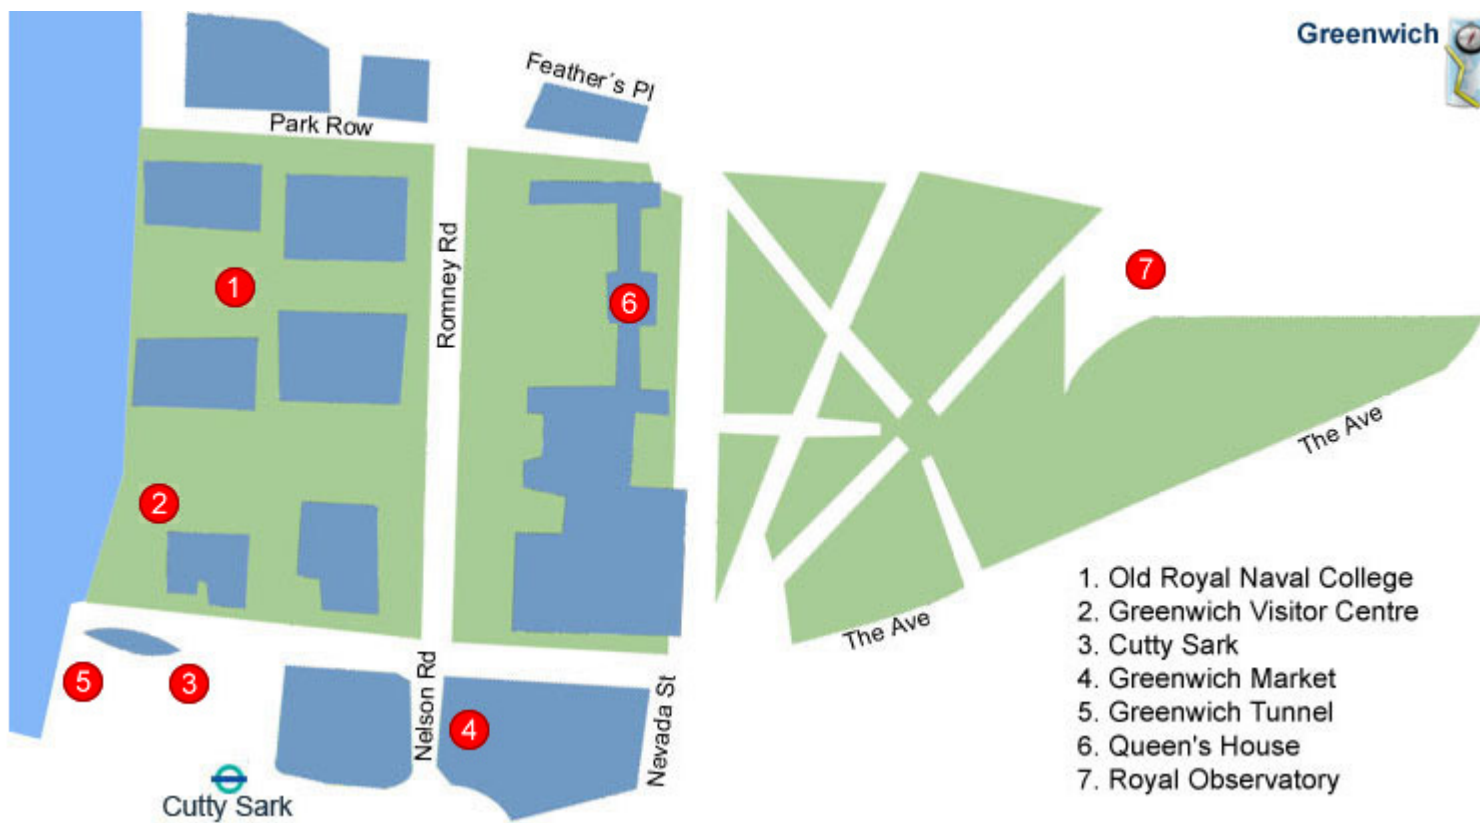 Greenwich
Feather´s Pl
Park Row
Romney Rd
1
6
7
2
The Ave
The Ave
5
3
4
Nelson Rd
Nevada St
Cutty Sark
1. Old Royal Naval College
2. Greenwich Visitor Centre
3. Cutty Sark
4. Greenwich Market
5. Greenwich Tunnel
6. Queen's House
7. Royal Observatory